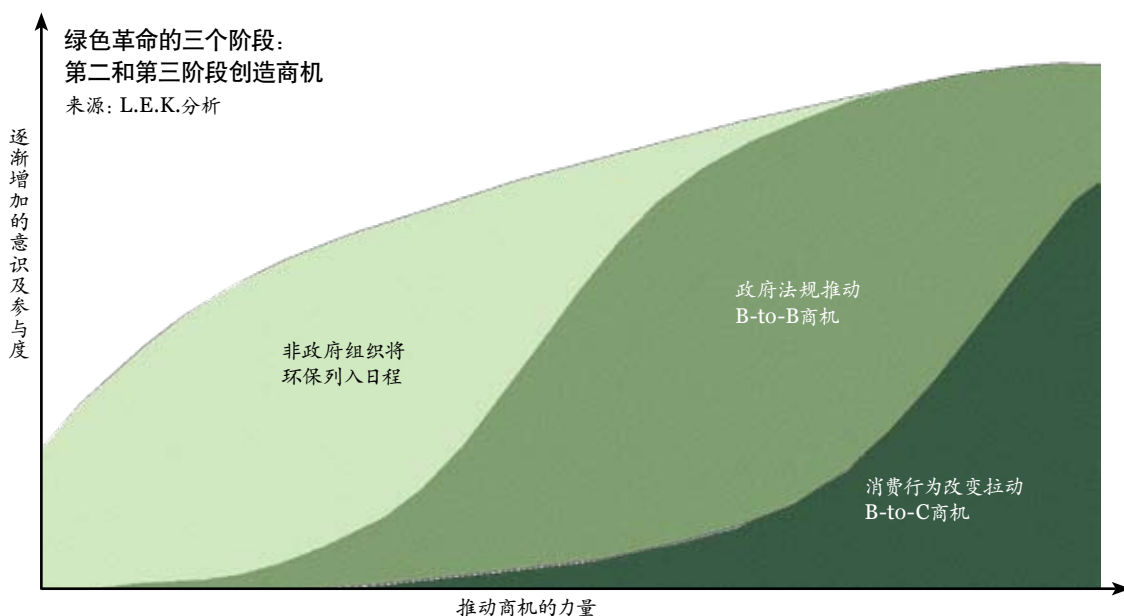 绿色革命的三个阶段：
第二和第三阶段创造商机
来源：L.E.K.分析
逐渐增加的意识及参与度
非政府组织将
环保列入日程
政府法规推动
B-to-B商机
消费行为改变拉动
B-to-C商机
推动商机的力量